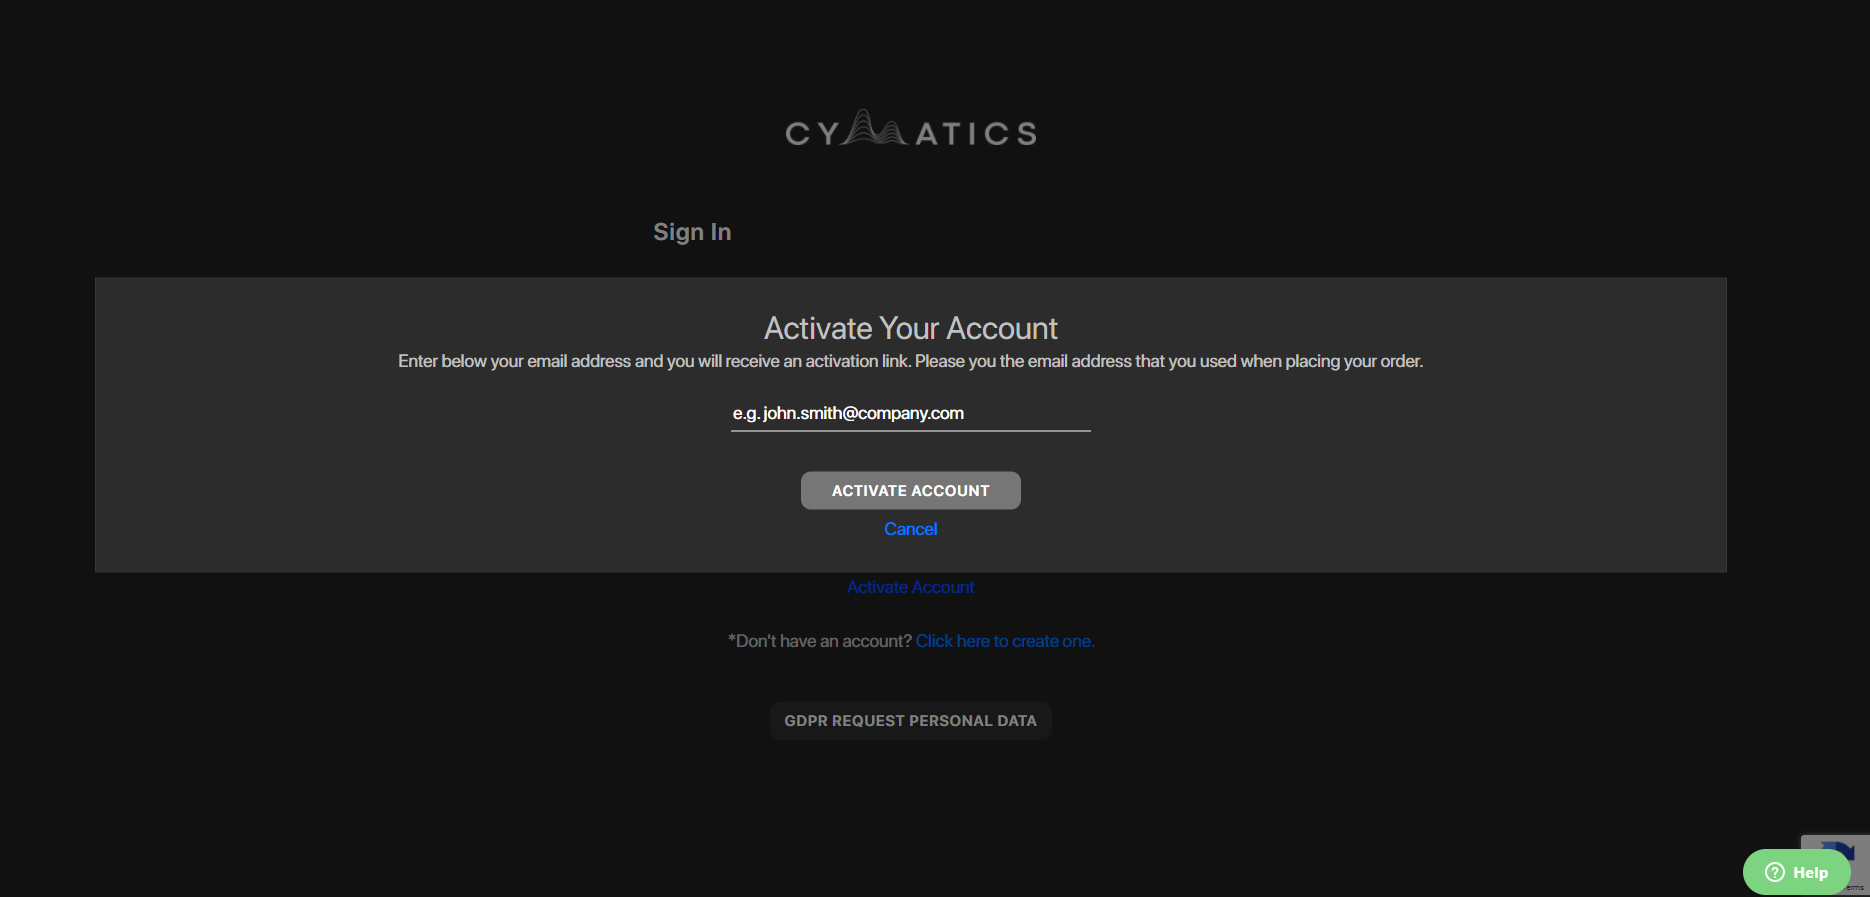 CYMATICS
Sign In
Activate Your Account
Enter below your email address and you will receive an activation link. Please you the email address that you used when placing your order.
e.g. john.smith@company.com
ACTIVATE ACCOUNT
Cancel
Activate Account
*Don't have an account? Click here to create one.
GDPR REQUEST PERSONAL DATA
Help